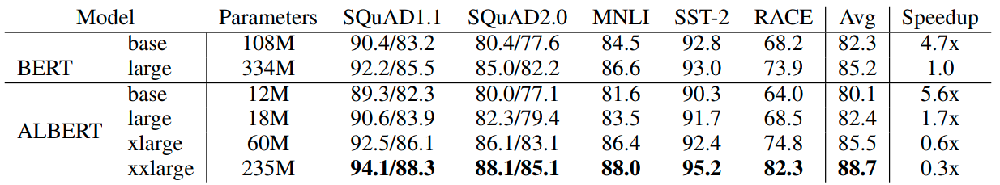 Model Parameters SQuAD1.1 SQuAD2.0 MNLI SST-2 RACE Avg Speedup
base 108M 90.4/83.2 80.4/77.6 84.5 92.8 68.2 82.3 4.7x
BERT large 334M 92.2/85.5 85.0/82.2 86.6 93.0 73.9 85.2 1.0
base 12M 89.3/82.3 80.0/77.1 81.6 90.3 64.0 80.1 5.6x
large 18M 90.6/83.9 82.3/79.4 83.5 91.7 68.5 82.4 1.7x
ALBERT
xlarge 60M 92.5/86.1 86.1/83.1 86.4 92.4 74.8 85.5 0.6x
xxlarge 235M 94.1/88.3 88.1/85.1 88.0 95.2 82.3 88.7 0.3x